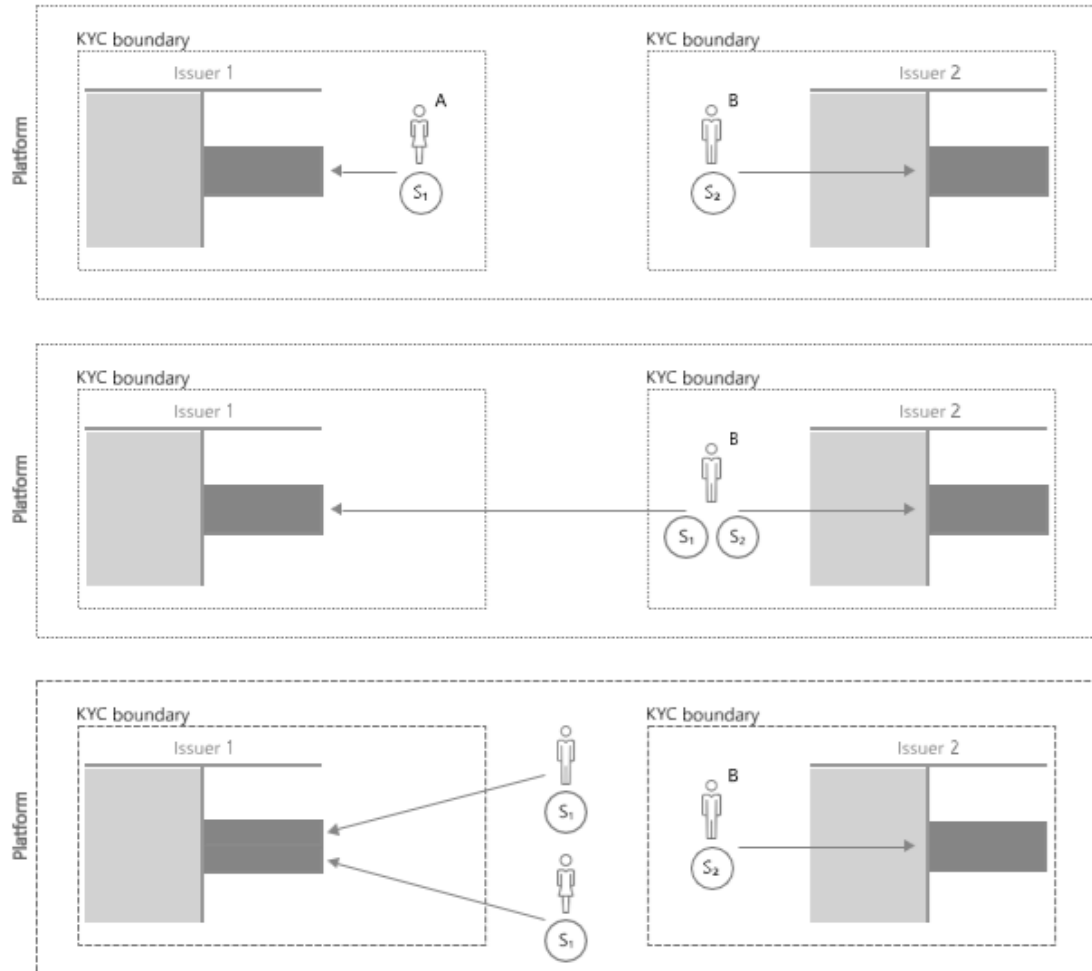 KYC boundary
KYC boundary
Issuer 1
Issuer 2
A
B
Platform
S₁
S₂
KYC boundary
KYC boundary
Issuer 1
Issuer 2
B
Platform
S₁
S₂
KYC boundary
KYC boundary
Issuer 1
Issuer 2
B
Platform
S₁
S₂
S₁